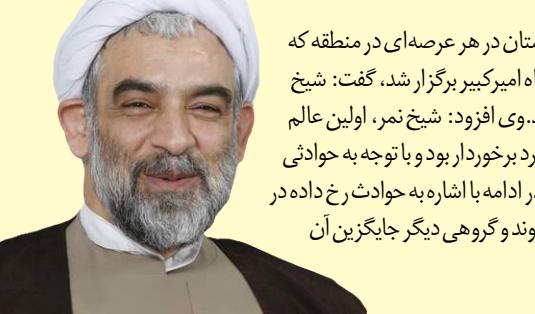 ستان در هر عرصه‌ای در منطقه که
اه امیرکبیر برگزار شد، گفت: شیخ
د.وی افزود: شیخ نمر، اولین عالم
رد برخوردار بود و با توجه به حوادثی
ر ادامه با اشاره به حوادث رخ داده در
وند و گروهی دیگر جایگزین آن